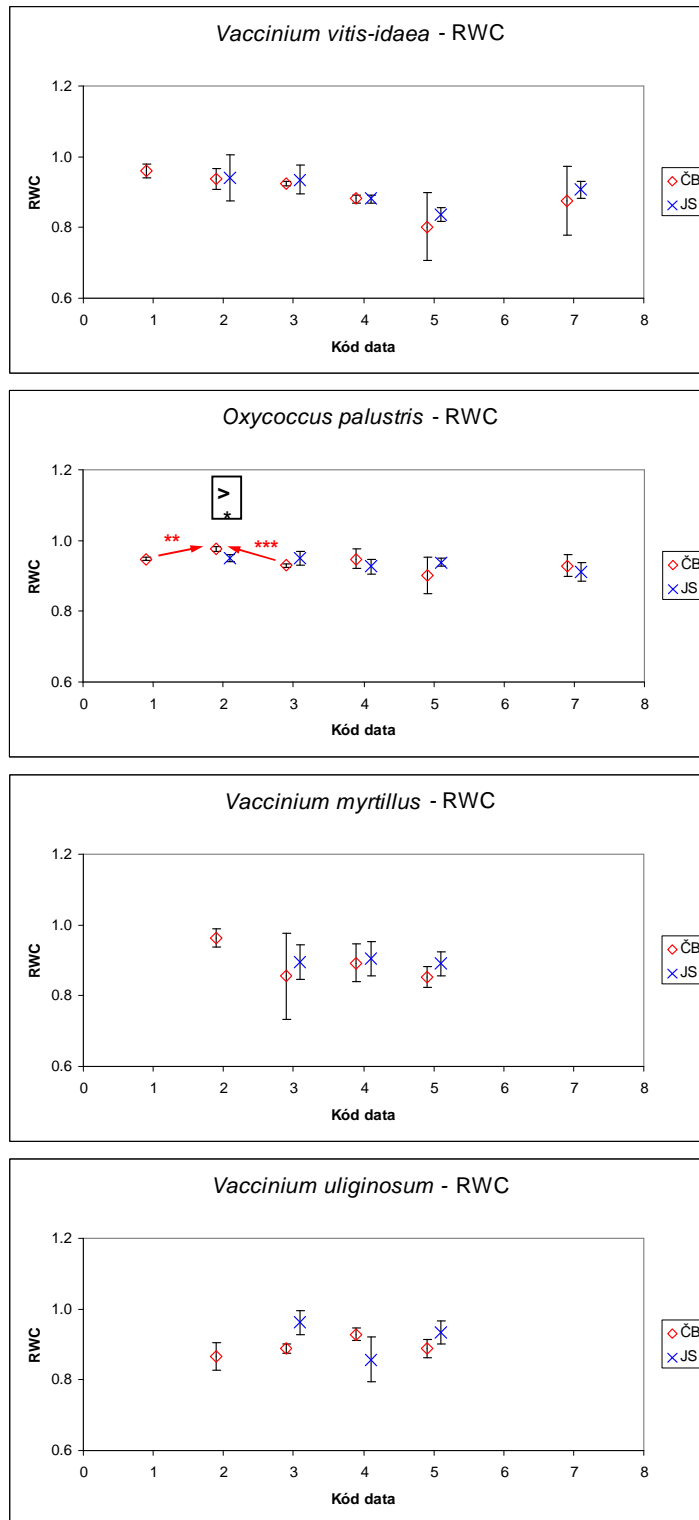 Vaccinium vitis-idaea - RWC
1.2
1.0
0.8
0.6
RWC
0 1 2 3 4 5 6 7 8
Kód data
ČB
JS
Oxycoccus palustris - RWC
1.2
1.0
0.8
0.6
RWC
>
*
**
***
0 1 2 3 4 5 6 7 8
Kód data
ČB
JS
Vaccinium myrtillus - RWC
1.2
1.0
0.8
0.6
RWC
0 1 2 3 4 5 6 7 8
Kód data
ČB
JS
Vaccinium uliginosum - RWC
1.2
1.0
0.8
0.6
RWC
0 1 2 3 4 5 6 7 8
Kód data
ČB
JS